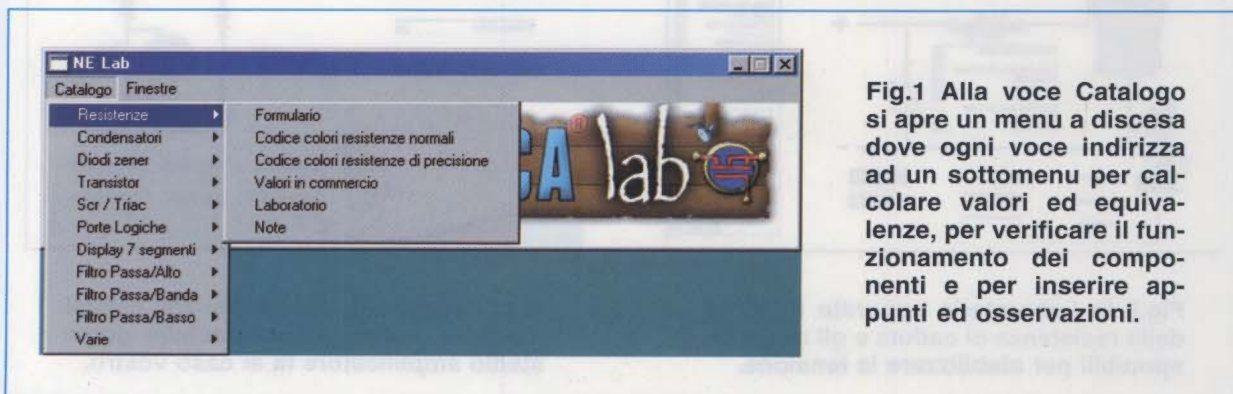 NE Lab
Catalogo Finestre
Resistenze
Condensatori
Diodi zener
Transistor
Scr / Triac
Porte Logiche
Display 7 segmenti
Filtro Passa/Alto
Filtro Passa/Banda
Filtro Passa/Basso
Varie
Formulario
Codice colori resistenze normali
Codice colori resistenze di precisione
Valori in commercio
Laboratorio
Note
CA® lab
Fig.1 Alla voce Catalogo
si apre un menu a discesa
dove ogni voce indirizza
ad un sottomenu per cal-
colare valori ed equiva-
lenze, per verificare il fun-
zionamento dei compo-
nenti e per inserire ap-
punti ed osservazioni.